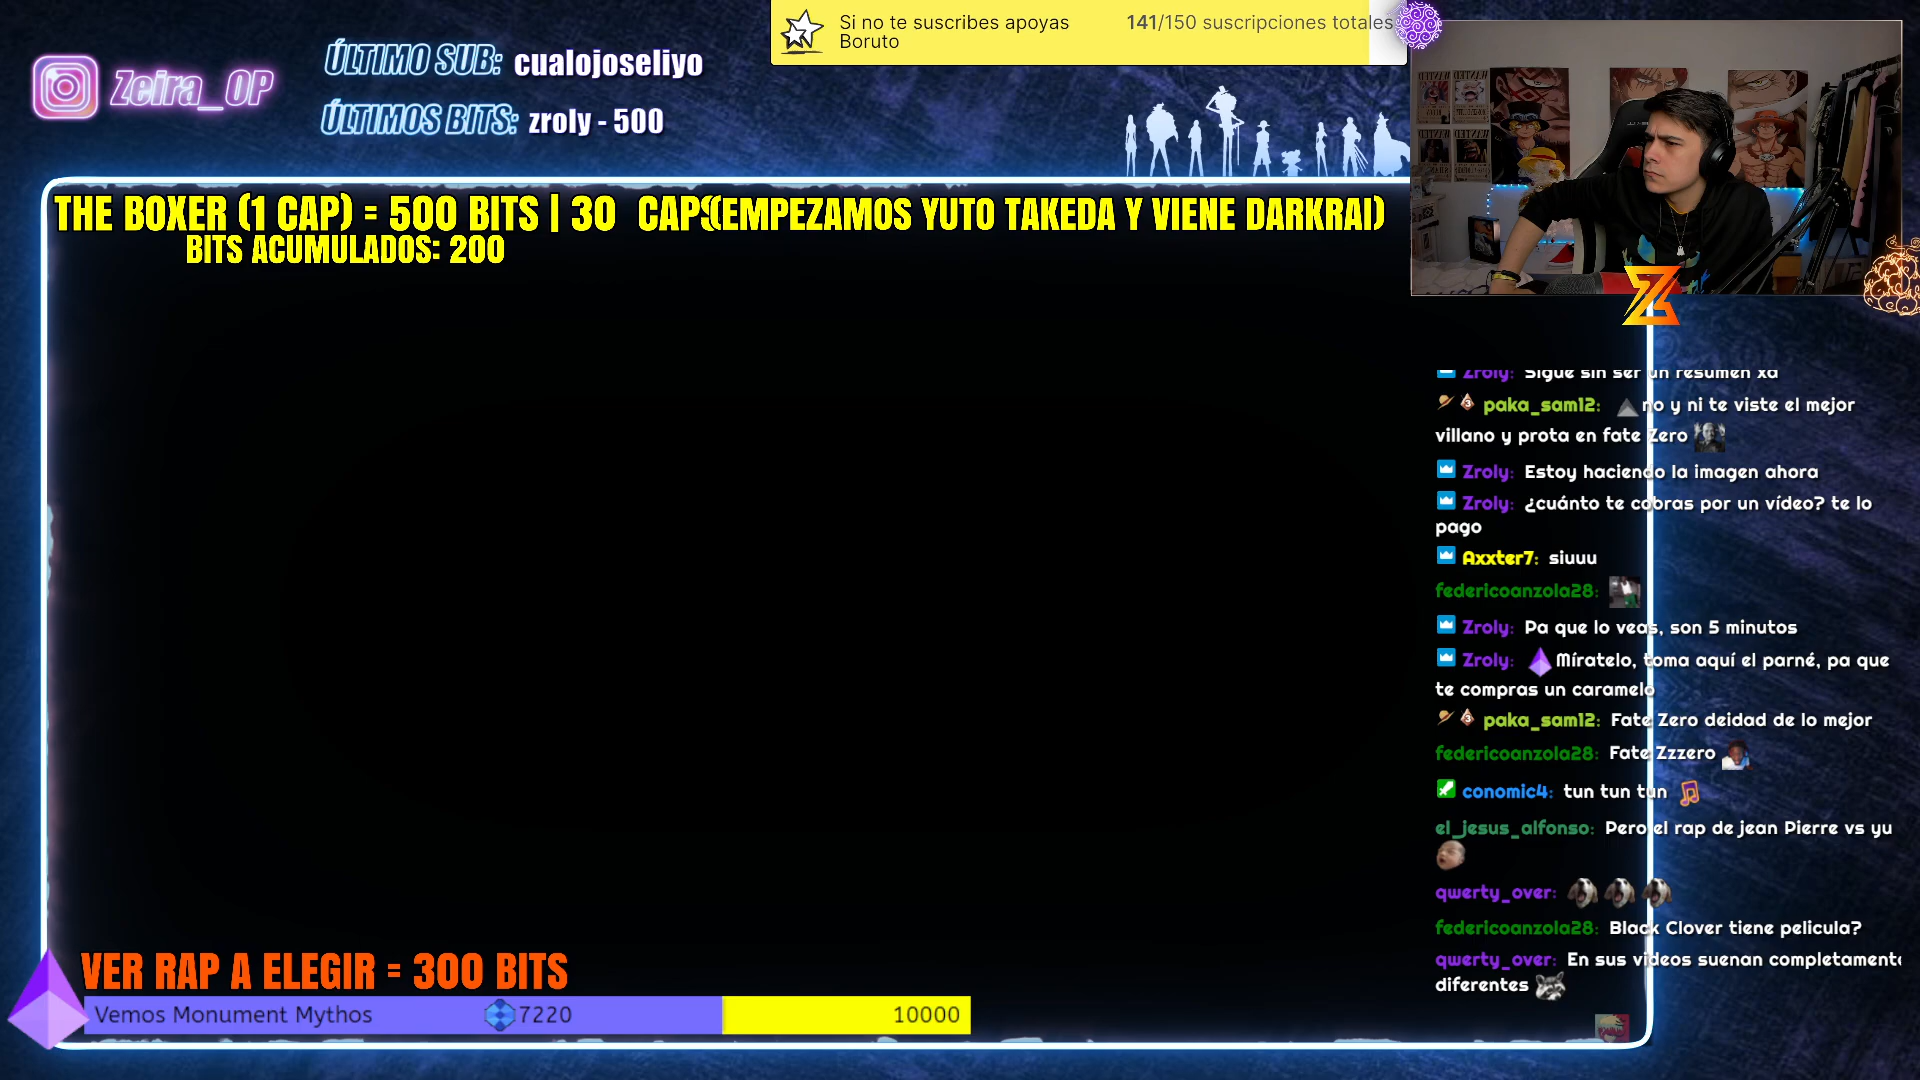 Si no te suscribes apoyas
Boruto
141/150 suscripciones totales
Zeira_OP
ÚLTIMO SUB: cualojoseliyo
ÚLTIMOS BITS: zroly - 500
THE BOXER (1 CAP) = 500 BITS | 30 CAPS
(EMPEZAMOS YUTO TAKEDA Y VIENE DARKRAI)
BITS ACUMULADOS: 200
WANTED
WANTED
Zroly: Sigue sin ser un resumen xd
paka_sam12: no y ni te viste el mejor
villano y prota en fate Zero
Zroly: Estoy haciendo la imagen ahora
Zroly: ¿cuánto te cobras por un vídeo? te lo
pago
Axxter7: siuuu
federicoanzola28:
Zroly: Pa que lo veas, son 5 minutos
Zroly: Míratelo, toma aquí el parné, pa que
te compras un caramelo
paka_sam12: Fate Zero deidad de lo mejor
federicoanzola28: Fate Zzzero
conomic4: tun tun tun
el_jesus_alfonso: Pero el rap de jean Pierre vs yu
qwerty_over:
federicoanzola28: Black Clover tiene pelicula?
qwerty_over: En sus videos suenan completamente
diferentes
VER RAP A ELEGIR = 300 BITS
Vemos Monument Mythos 7220 10000